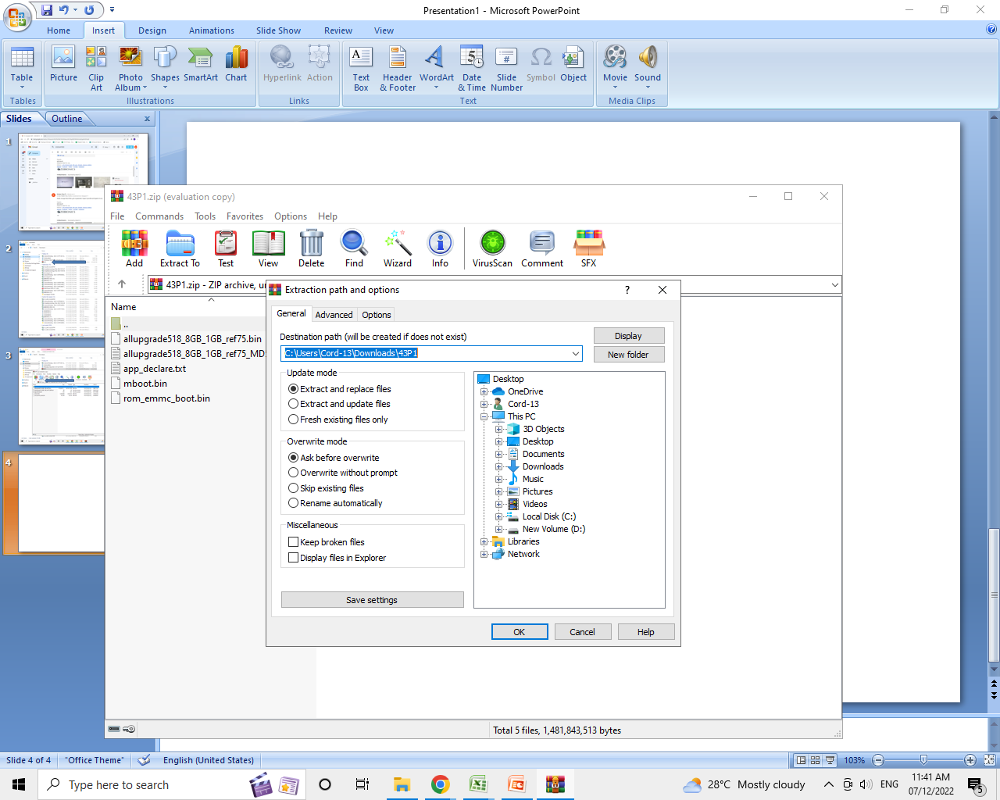 Presentation1 - Microsoft PowerPoint
Home Insert Design Animations Slide Show Review View
Table Picture Clip Art Photo Album Shapes SmartArt Chart Hyperlink Action Text Box Header & Footer WordArt Date & Time Slide Number Symbol Object Movie Sound
Tables Illustrations Links Text Media Clips
Slides Outline x
1
2
3
4
43P1.zip (evaluation copy)
File Commands Tools Favorites Options Help
Add Extract To Test View Delete Find Wizard Info VirusScan Comment SFX
43P1.zip - ZIP archive, un
Name
..
allupgrade518_8GB_1GB_ref75.bin
allupgrade518_8GB_1GB_ref75_MD
app_declare.txt
mboot.bin
rom_emmc_boot.bin
Total 5 files, 1,481,843,513 bytes
Extraction path and options ?
General Advanced Options
Destination path (will be created if does not exist)
C:\Users\Cord-13\Downloads\43P1
Display
New folder
Update mode
Extract and replace files
Extract and update files
Fresh existing files only
Overwrite mode
Ask before overwrite
Overwrite without prompt
Skip existing files
Rename automatically
Miscellaneous
Keep broken files
Display files in Explorer
Save settings
Desktop
OneDrive
Cord-13
This PC
3D Objects
Desktop
Documents
Downloads
Music
Pictures
Videos
Local Disk (C:)
New Volume (D:)
Libraries
Network
OK Cancel Help
Slide 4 of 4 "Office Theme" English (United States) 103%
Type here to search 28°C Mostly cloudy ENG 11:41 AM
07/12/2022 5